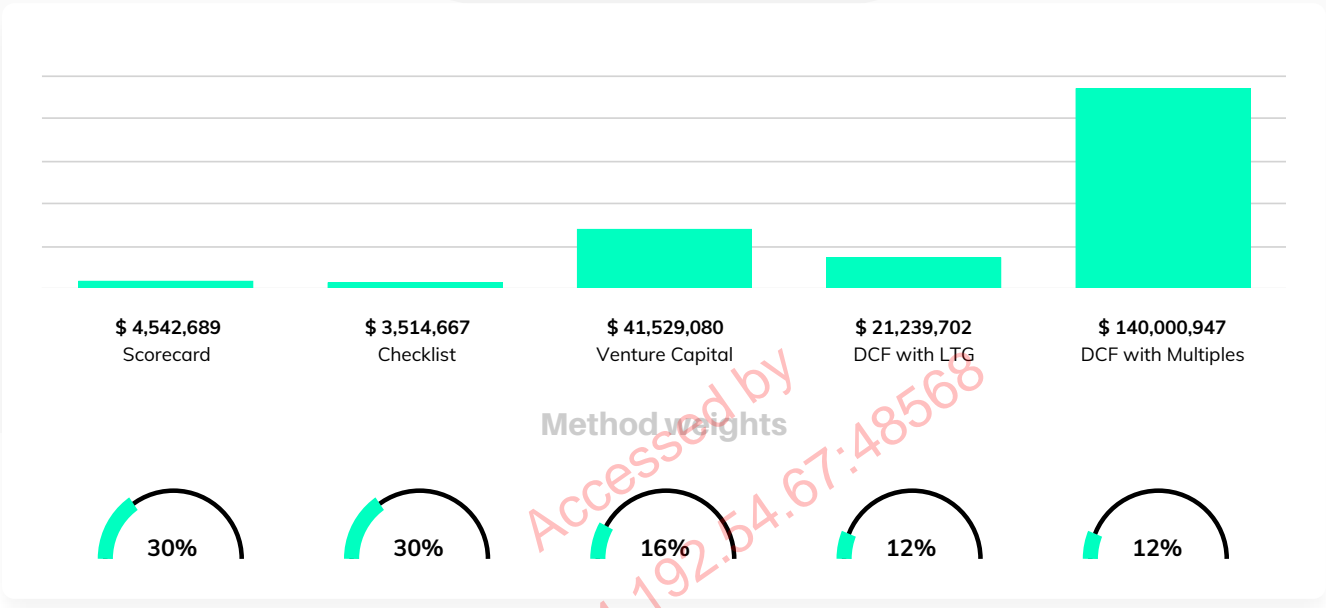 $ 4,542,689
Scorecard
$ 3,514,667
Checklist
$ 41,529,080
Venture Capital
$ 21,239,702
DCF with LTG
$ 140,000,947
DCF with Multiples
Method weights
Accessed by
.192.54.67:48568
30%
30%
16%
12%
12%